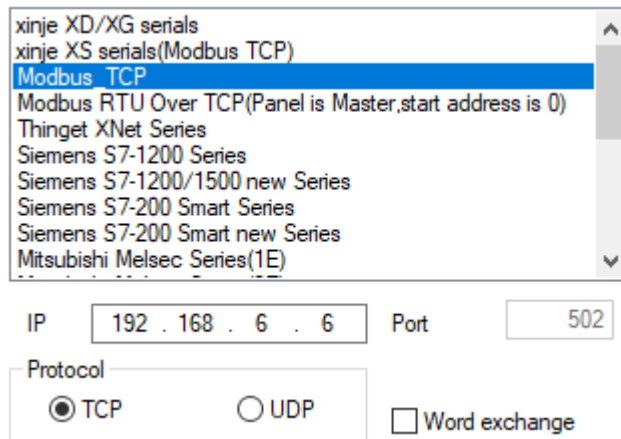 xinje XD/XG serials
xinje XS serials(Modbus TCP)
Modbus_TCP
Modbus RTU Over TCP(Panel is Master,start address is 0)
Thinget XNet Series
Siemens S7-1200 Series
Siemens S7-1200/1500 new Series
Siemens S7-200 Smart Series
Siemens S7-200 Smart new Series
Mitsubishi Melsec Series(1E)
IP 192 . 168 . 6 . 6 Port 502
Protocol
TCP UDP Word exchange